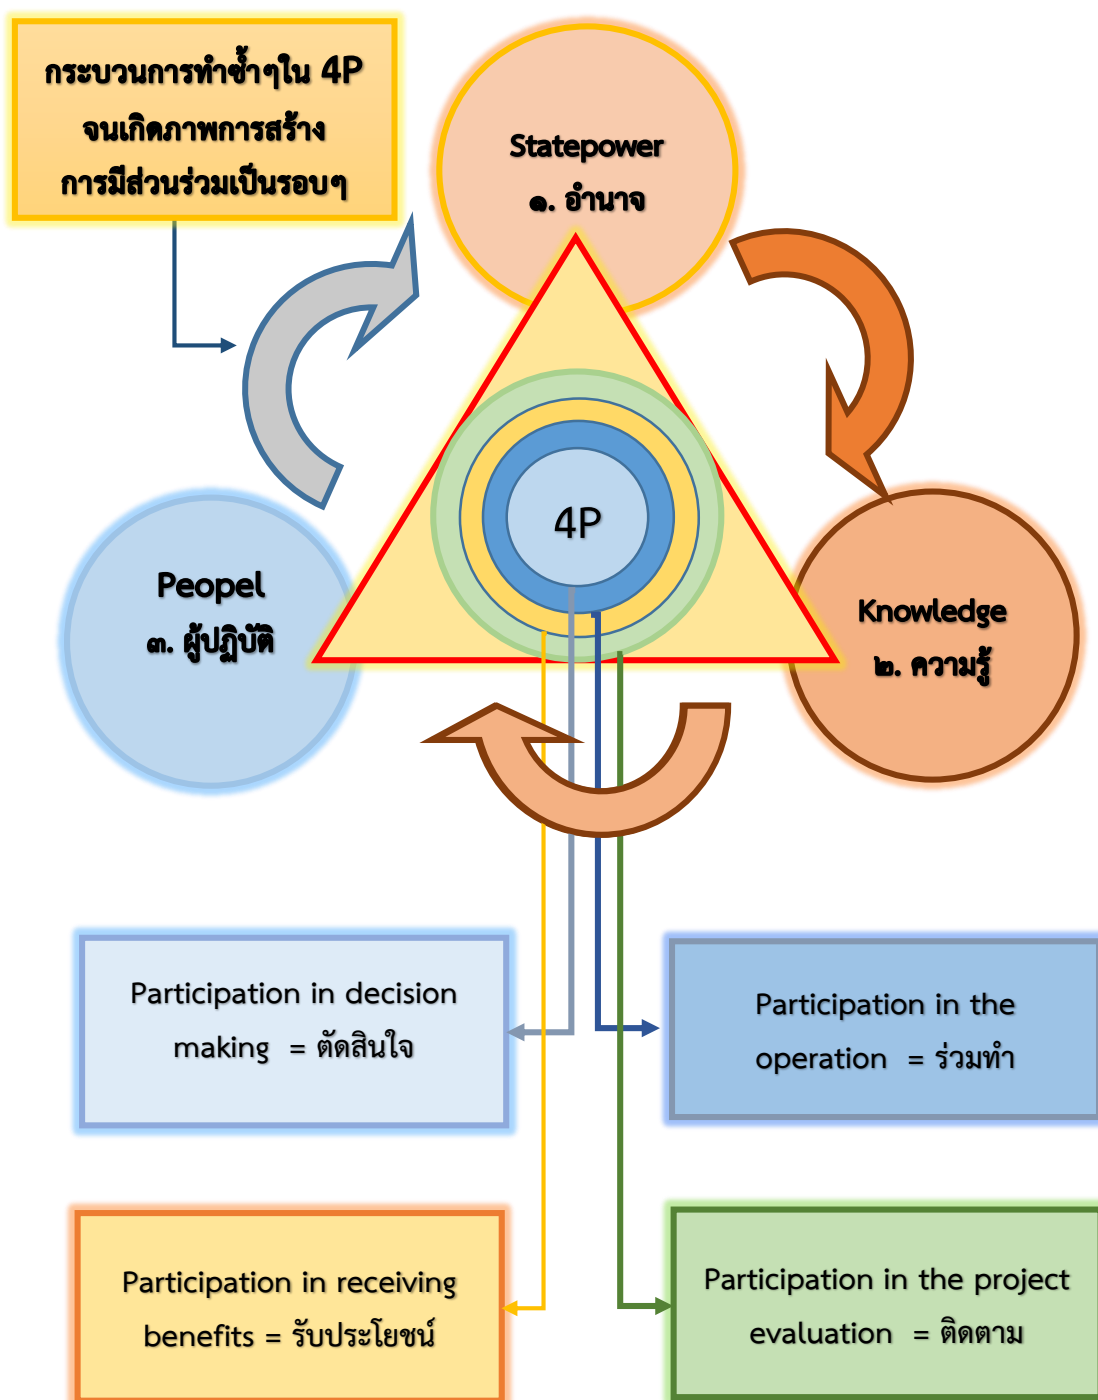 กระบวนการทำซ้ำๆใน 4P
จนเกิดภาพการสร้าง
การมีส่วนร่วมเป็นรอบๆ
Statepower
๑. อำนาจ
4P
Peopel
๓. ผู้ปฏิบัติ
Knowledge
๒. ความรู้
Participation in decision
making = ตัดสินใจ
Participation in the
operation = ร่วมทำ
Participation in receiving
benefits = รับประโยชน์
Participation in the project
evaluation = ติดตาม